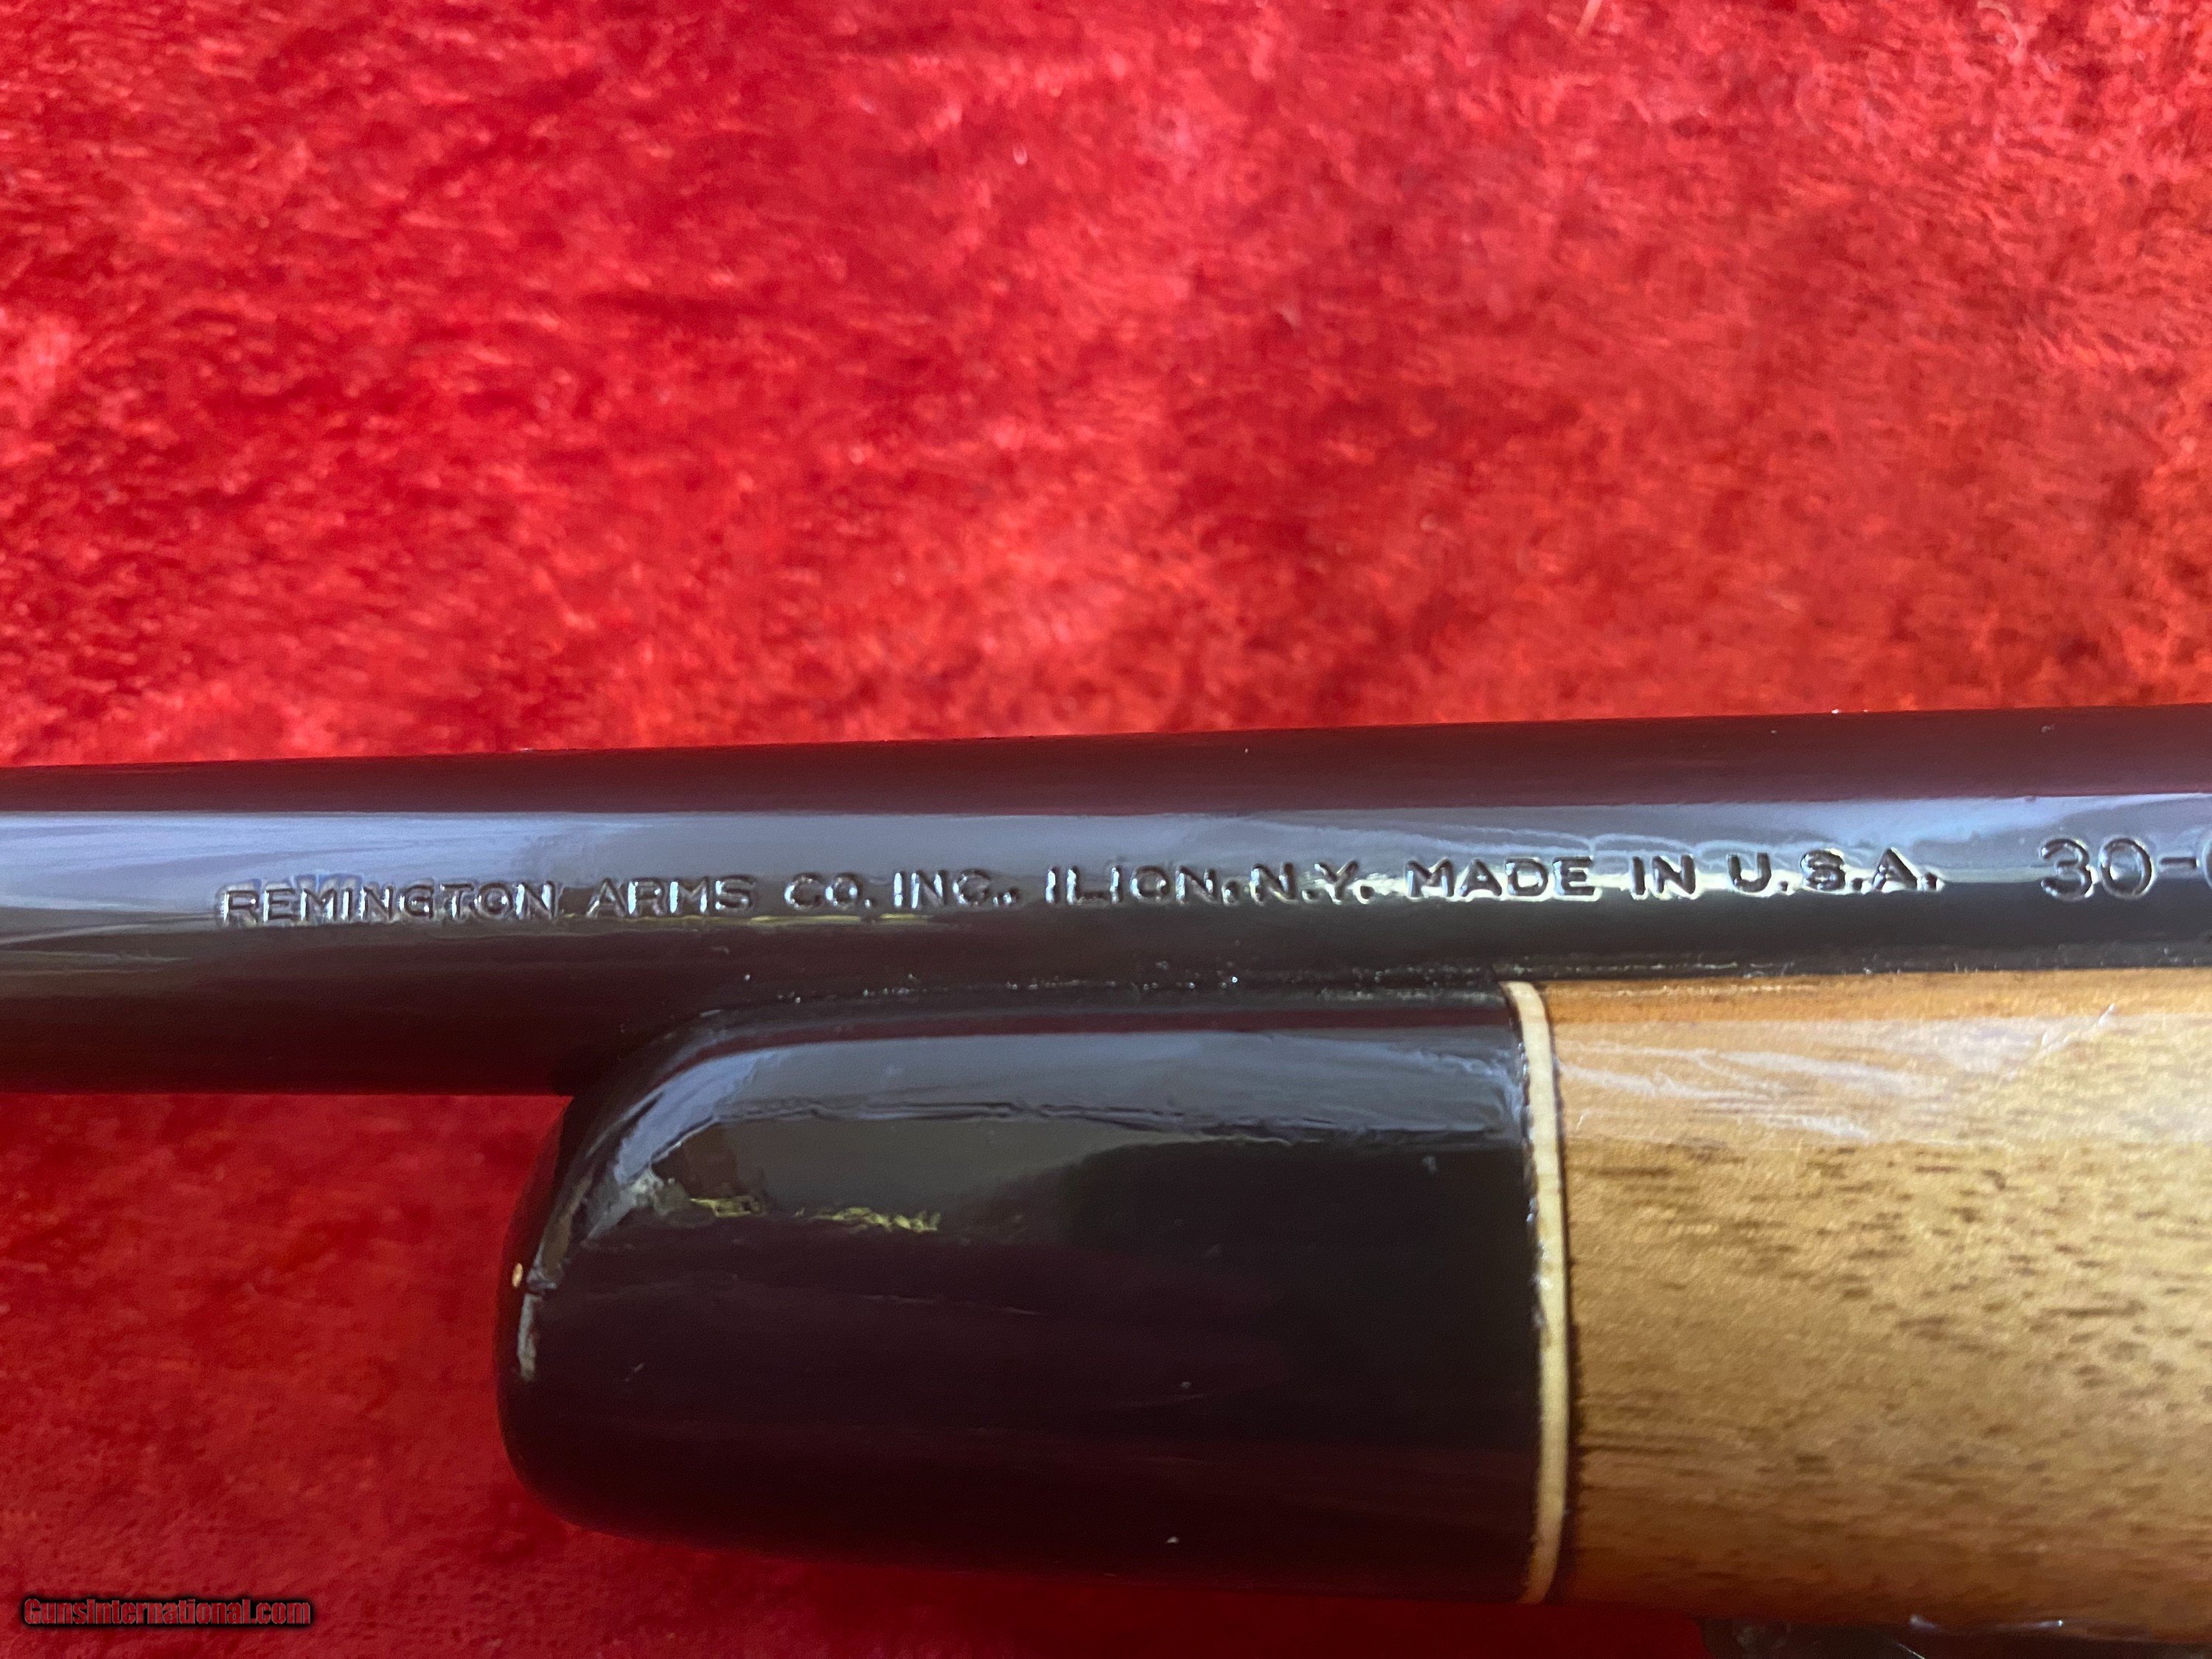 REMINGTON ARMS CO. INC., ILION, N.Y. MADE IN U.S.A. 30-
GunsInternational.com